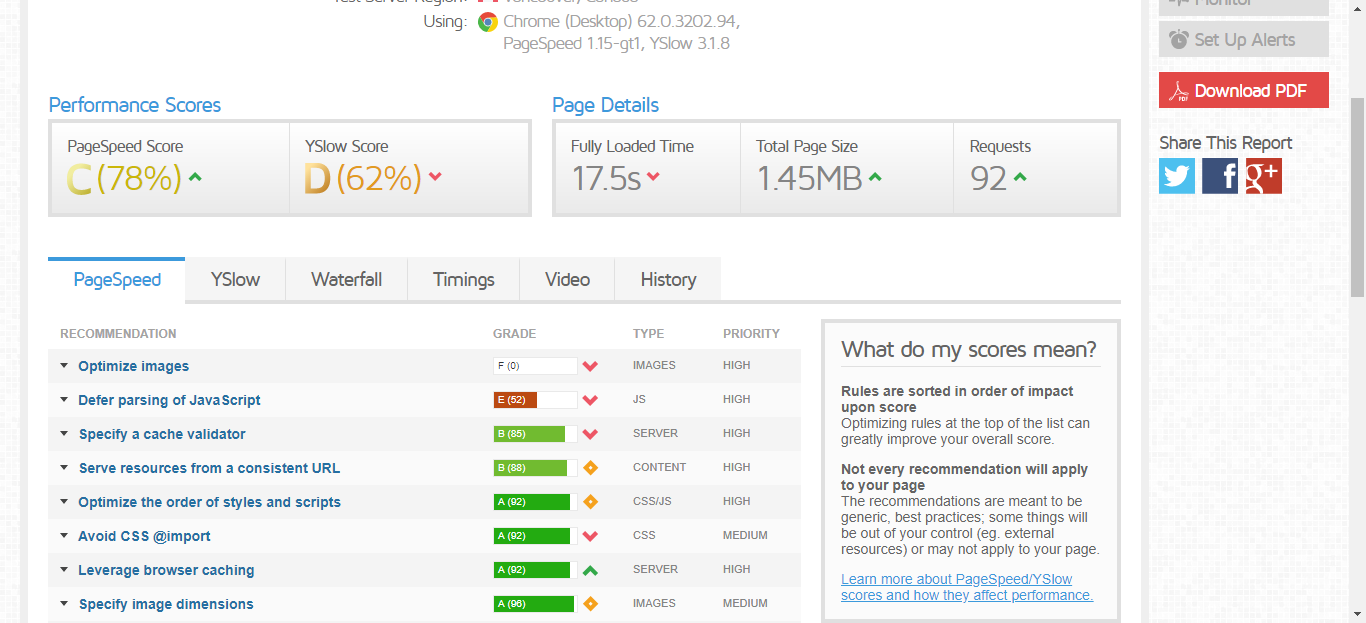 Test Server Region: Vancouver, Canada
Using: Chrome (Desktop) 62.0.3202.94,
PageSpeed 1.15-gt1, YSlow 3.1.8
Monitor
Set Up Alerts
PDF Download PDF
Share This Report
Performance Scores
PageSpeed Score
C (78%)
YSlow Score
D (62%)
Page Details
Fully Loaded Time
17.5s
Total Page Size
1.45MB
Requests
92
PageSpeed YSlow Waterfall Timings Video History
RECOMMENDATION GRADE TYPE PRIORITY
Optimize images F (0) IMAGES HIGH
Defer parsing of JavaScript E (52) JS HIGH
Specify a cache validator B (85) SERVER HIGH
Serve resources from a consistent URL B (88) CONTENT HIGH
Optimize the order of styles and scripts A (92) CSS/JS HIGH
Avoid CSS @import A (92) CSS MEDIUM
Leverage browser caching A (92) SERVER HIGH
Specify image dimensions A (96) IMAGES MEDIUM
What do my scores mean?
Rules are sorted in order of impact
upon score
Optimizing rules at the top of the list can
greatly improve your overall score.
Not every recommendation will apply
to your page
The recommendations are meant to be
generic, best practices; some things will
be out of your control (eg. external
resources) or may not apply to your page.
Learn more about PageSpeed/YSlow
scores and how they affect performance.